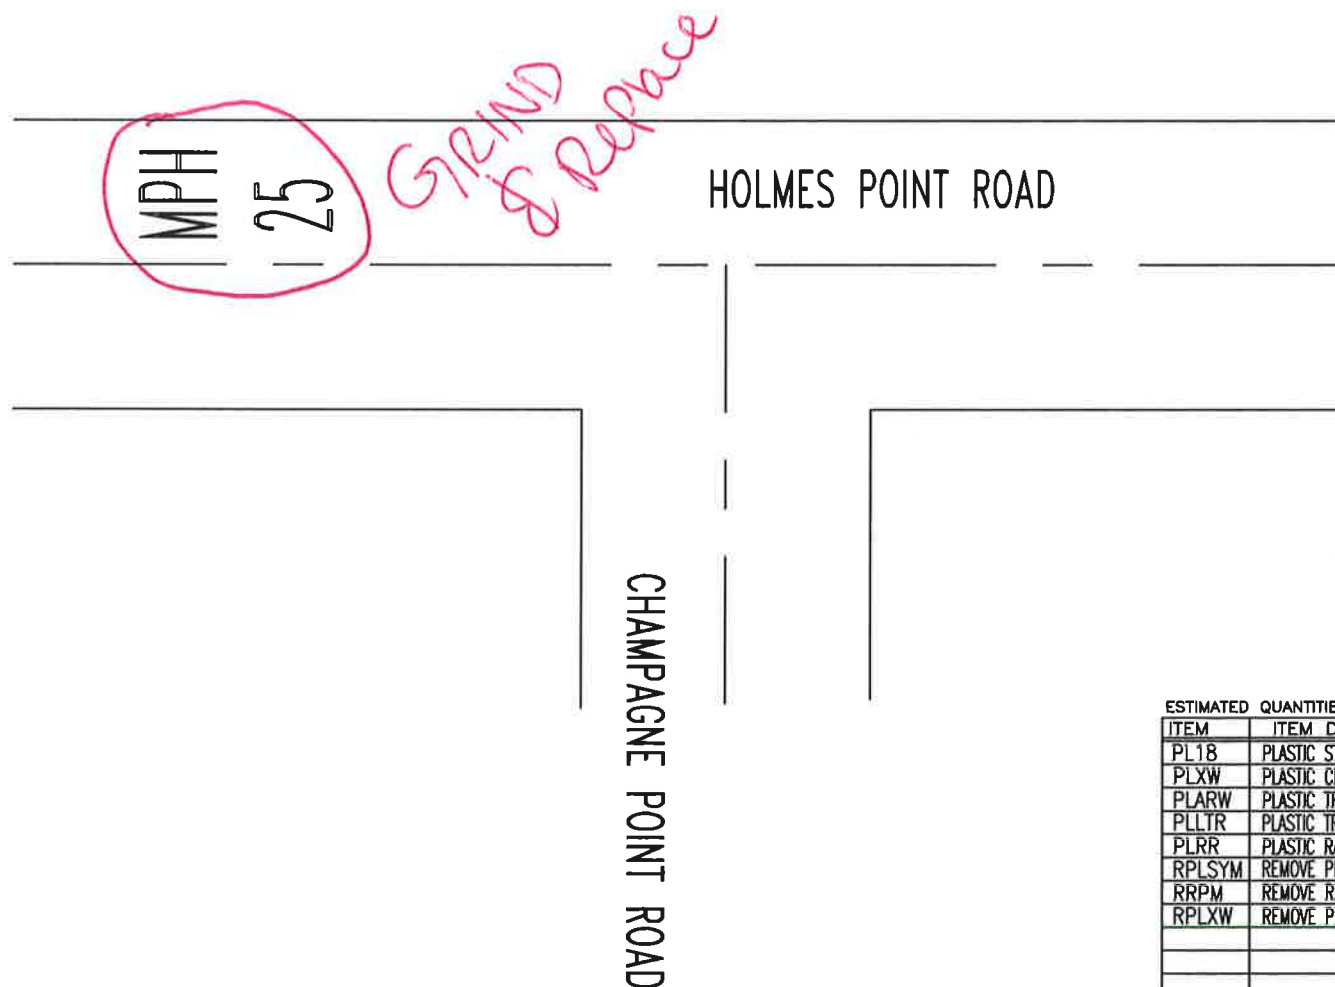 GRIND
& Replace
MPH
25
HOLMES POINT ROAD
CHAMPAGNE POINT ROAD
ESTIMATED QUANTITIE
ITEM ITEM D
PL18 PLASTIC S
PLXW PLASTIC C
PLARW PLASTIC T
PLLTR PLASTIC T
PLRR PLASTIC R
RPLSYM REMOVE P
RRPM REMOVE R
RPLXW REMOVE P